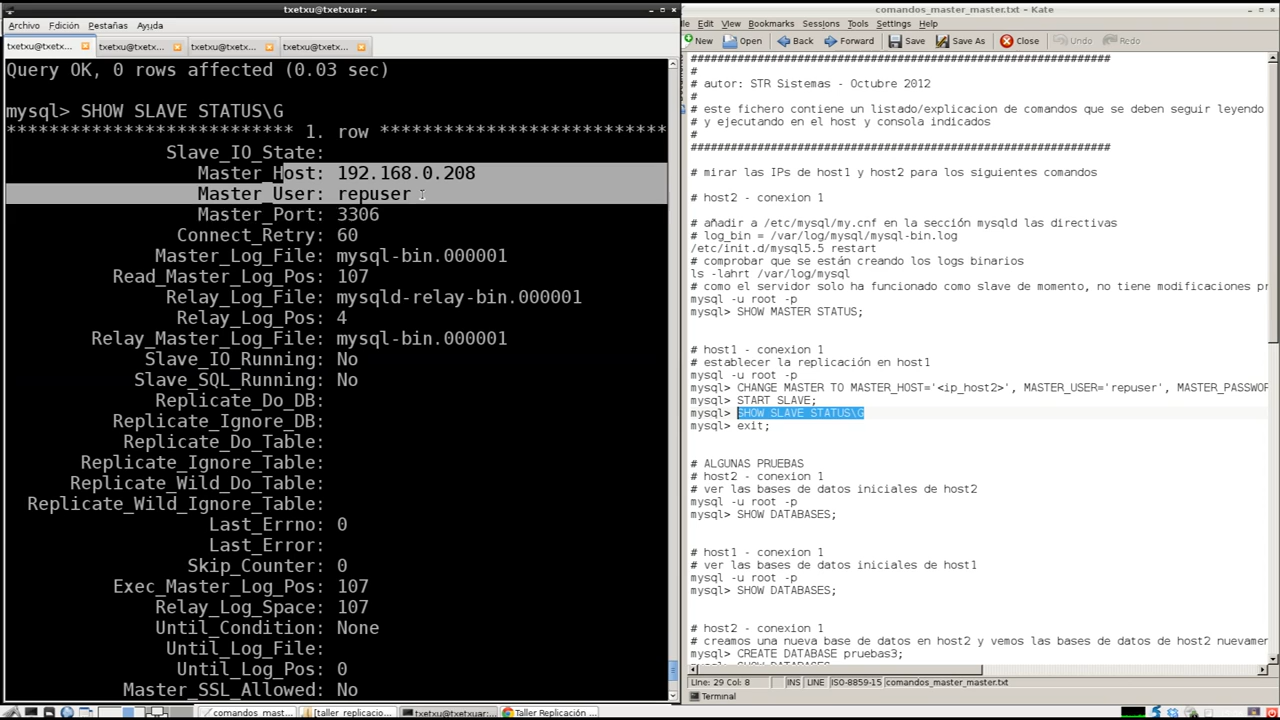 txetxu@txetxuar: ~
Archivo Edición Pestañas Ayuda
txetxu@txetx... txetxu@txetx... txetxu@txetx... txetxu@txetx...
Query OK, 0 rows affected (0.03 sec)
mysql> SHOW SLAVE STATUS\G
*************************** 1. row ***************************
Slave_IO_State:
Master_Host: 192.168.0.208
Master_User: repuser
Master_Port: 3306
Connect_Retry: 60
Master_Log_File: mysql-bin.000001
Read_Master_Log_Pos: 107
Relay_Log_File: mysqld-relay-bin.000001
Relay_Log_Pos: 4
Relay_Master_Log_File: mysql-bin.000001
Slave_IO_Running: No
Slave_SQL_Running: No
Replicate_Do_DB:
Replicate_Ignore_DB:
Replicate_Do_Table:
Replicate_Ignore_Table:
Replicate_Wild_Do_Table:
Replicate_Wild_Ignore_Table:
Last_Errno: 0
Last_Error:
Skip_Counter: 0
Exec_Master_Log_Pos: 107
Relay_Log_Space: 107
Until_Condition: None
Until_Log_File:
Until_Log_Pos: 0
Master_SSL_Allowed: No
comandos_master_master.txt - Kate
Edit View Bookmarks Sessions Tools Settings Help
New Open Back Forward Save Save As Close Undo Redo
##############################################################################
#
# autor: STR Sistemas - Octubre 2012
#
# este fichero contiene un listado/explicacion de comandos que se deben seguir leyendo
# y ejecutando en el host y consola indicados
#
##############################################################################
# mirar las IPs de host1 y host2 para los siguientes comandos
# host2 - conexion 1
# añadir a /etc/mysql/my.cnf en la sección mysqld las directivas
# log_bin = /var/log/mysql/mysql-bin.log
/etc/init.d/mysql5.5 restart
# comprobar que se están creando los logs binarios
ls -lahrt /var/log/mysql
# como el servidor solo ha funcionado como slave de momento, no tiene modificaciones pr
mysql -u root -p
mysql> SHOW MASTER STATUS;
# host1 - conexion 1
# establecer la replicación en host1
mysql -u root -p
mysql> CHANGE MASTER TO MASTER_HOST='<ip_host2>', MASTER_USER='repuser', MASTER_PASSWOR
mysql> START SLAVE;
mysql> SHOW SLAVE STATUS\G
mysql> exit;
# ALGUNAS PRUEBAS
# host2 - conexion 1
# ver las bases de datos iniciales de host2
mysql -u root -p
mysql> SHOW DATABASES;
# host1 - conexion 1
# ver las bases de datos iniciales de host1
mysql -u root -p
mysql> SHOW DATABASES;
# host2 - conexion 1
# creamos una nueva base de datos en host2 y vemos las bases de datos de host2 nuevamen
mysql> CREATE DATABASE pruebas3;
mysql> SHOW DATABASES
Line: 29 Col: 8 INS LINE ISO-8859-15 comandos_master_master.txt
Terminal
comandos_mast... [taller_replicacio... txetxu@txetxuar:... Taller Replicación ...